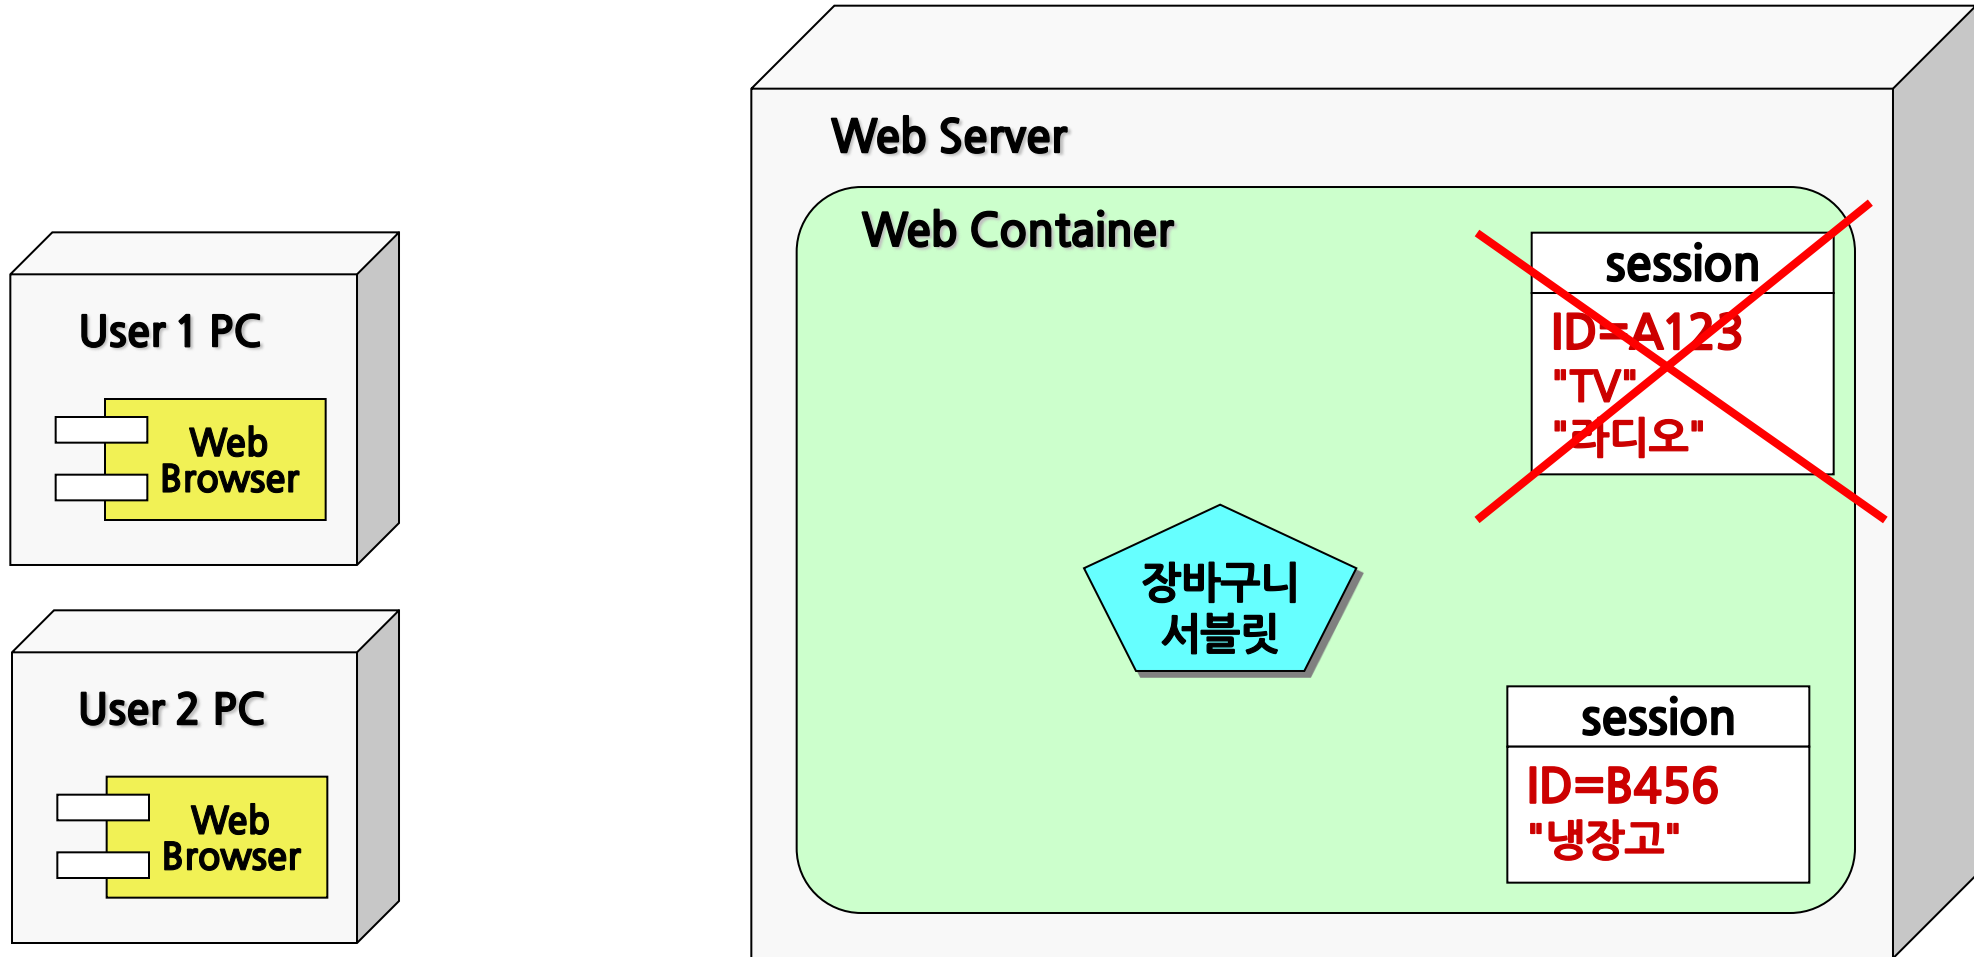 Web Server
Web Container
session
ID=A123
"TV"
"라디오"
User 1 PC
Web
Browser
장바구니
서블릿
User 2 PC
Web
Browser
session
ID=B456
"냉장고"